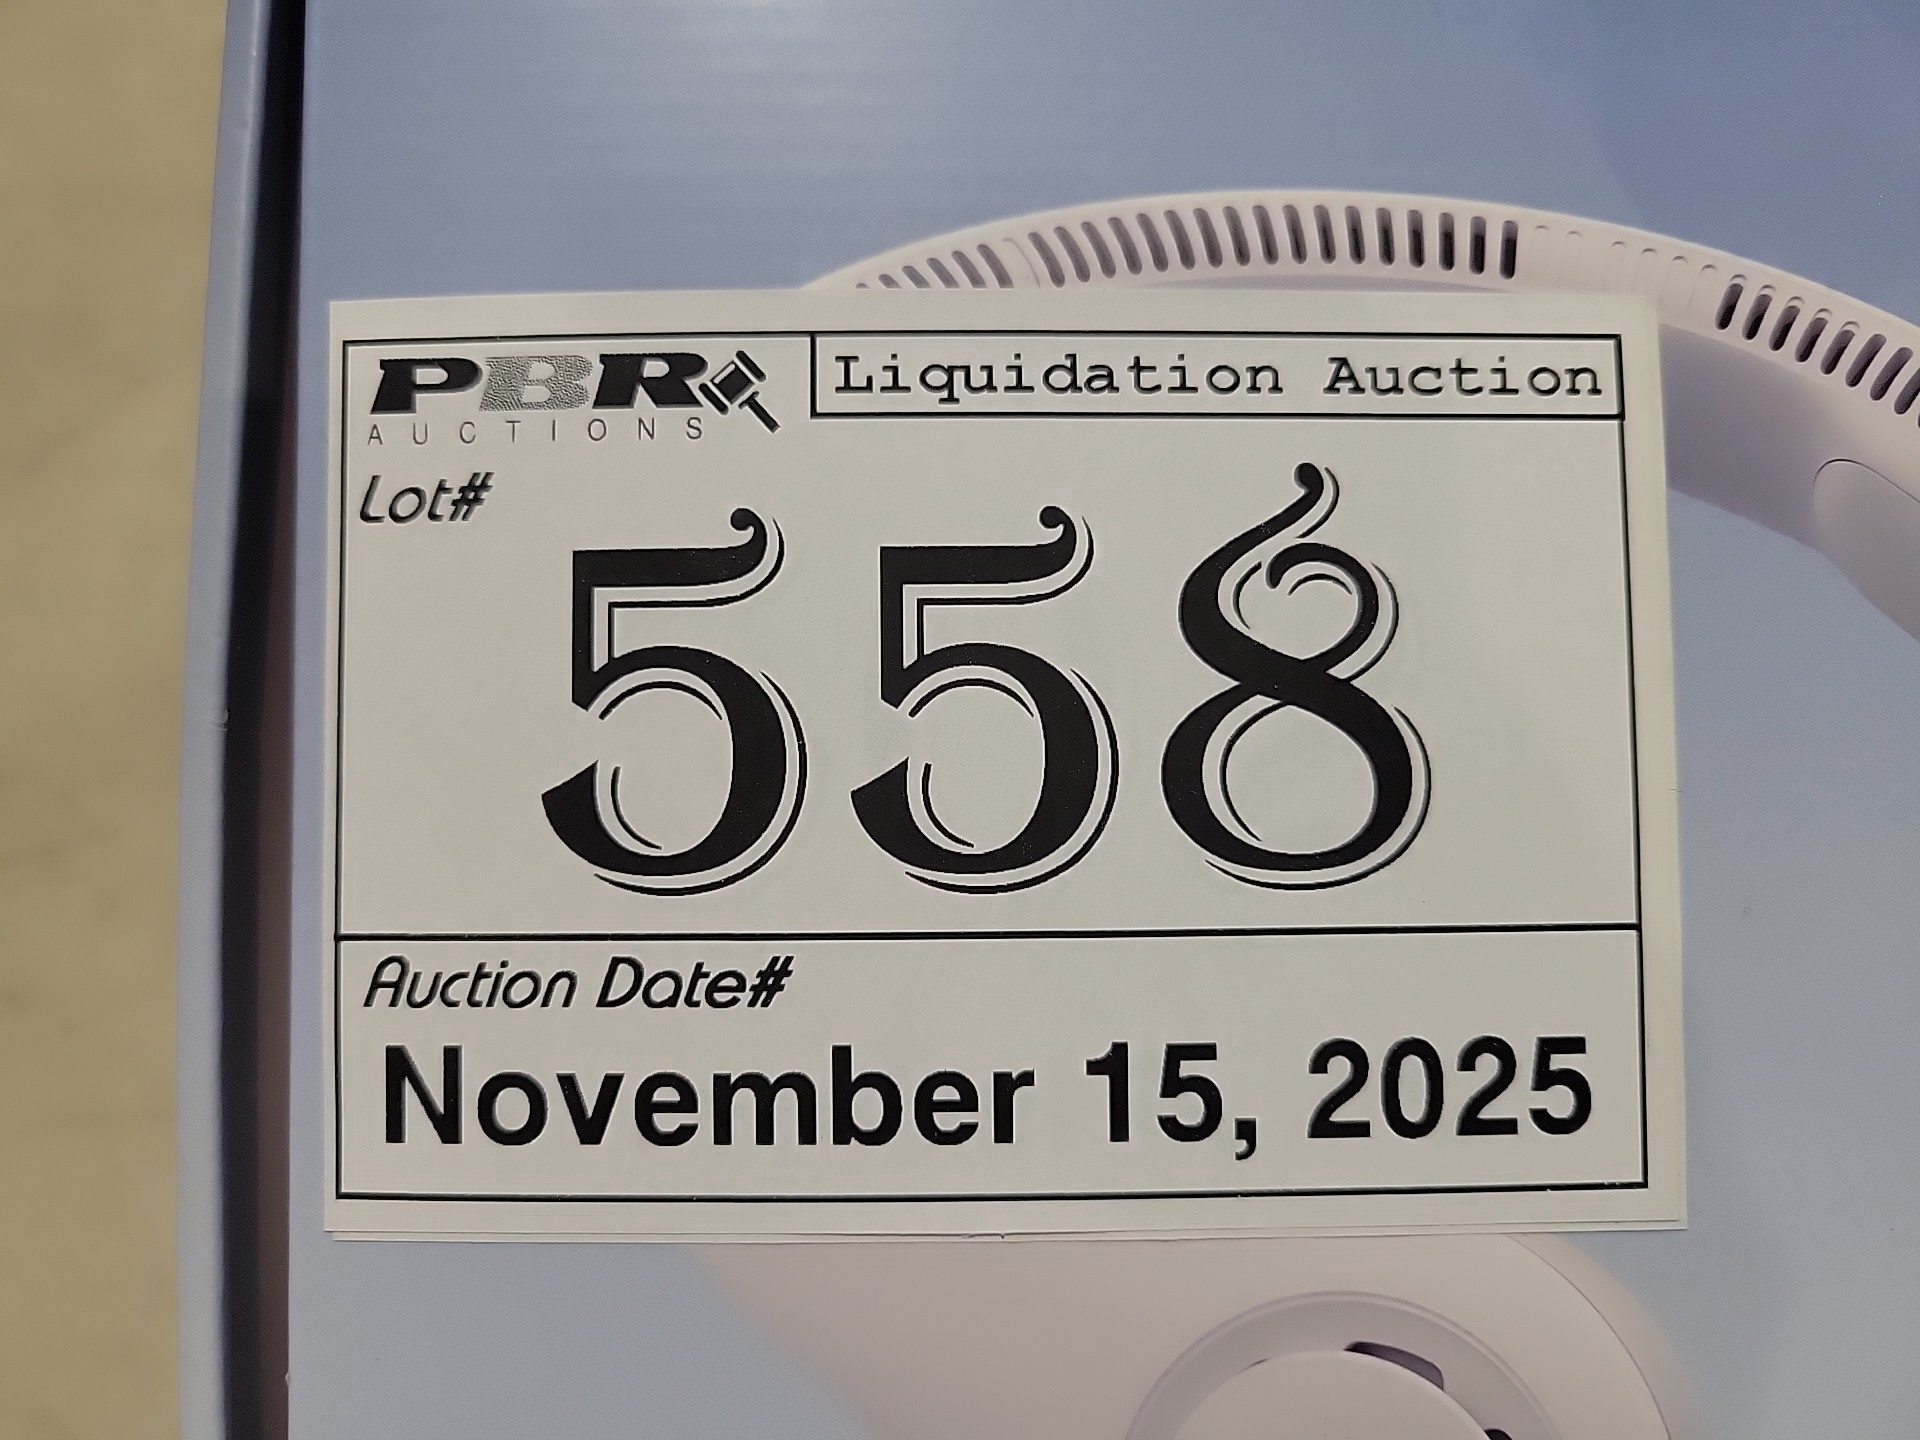 PBR
AUCTIONS
Liquidation Auction
Lot#
558
Auction Date#
November 15, 2025